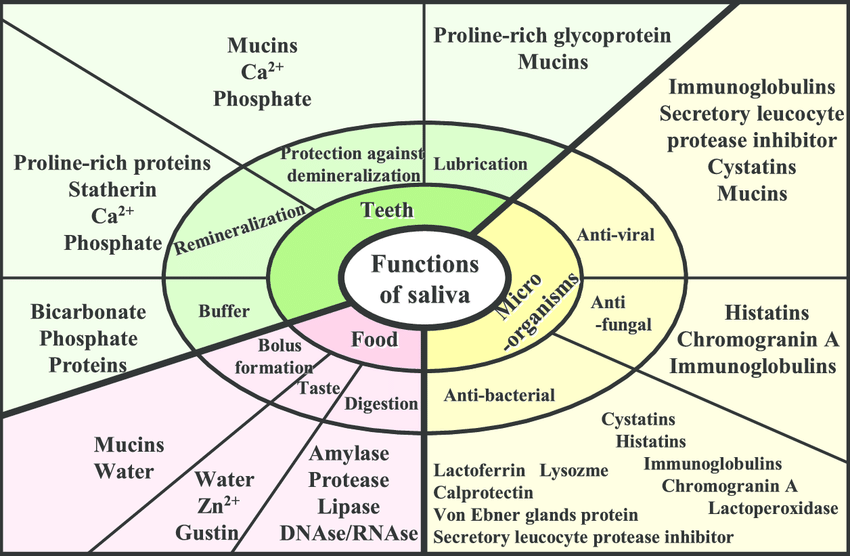 Functions
of saliva
Teeth
Remineralization
Protection against
demineralization
Lubrication
Buffer
Proline-rich proteins
Statherin
Ca²⁺
Phosphate
Mucins
Ca²⁺
Phosphate
Proline-rich glycoprotein
Mucins
Bicarbonate
Phosphate
Proteins
Micro
-organisms
Anti-viral
Anti
-fungal
Anti-bacterial
Immunoglobulins
Secretory leucocyte
protease inhibitor
Cystatins
Mucins
Histatins
Chromogranin A
Immunoglobulins
Cystatins
Histatins
Immunoglobulins
Chromogranin A
Lactoperoxidase
Lactoferrin Lysozme
Calprotectin
Von Ebner glands protein
Secretory leucocyte protease inhibitor
Food
Bolus
formation
Taste
Digestion
Mucins
Water
Water
Zn²⁺
Gustin
Amylase
Protease
Lipase
DNAse/RNAse